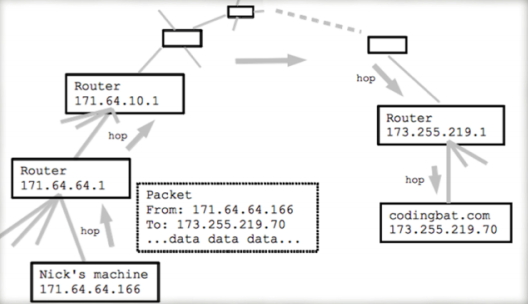 hop
Router
171.64.10.1
Router
173.255.219.1
hop
hop
Router
171.64.64.1
Packet
From: 171.64.64.166
To: 173.255.219.70
...data data data...
codingbat.com
173.255.219.70
hop
Nick's machine
171.64.64.166